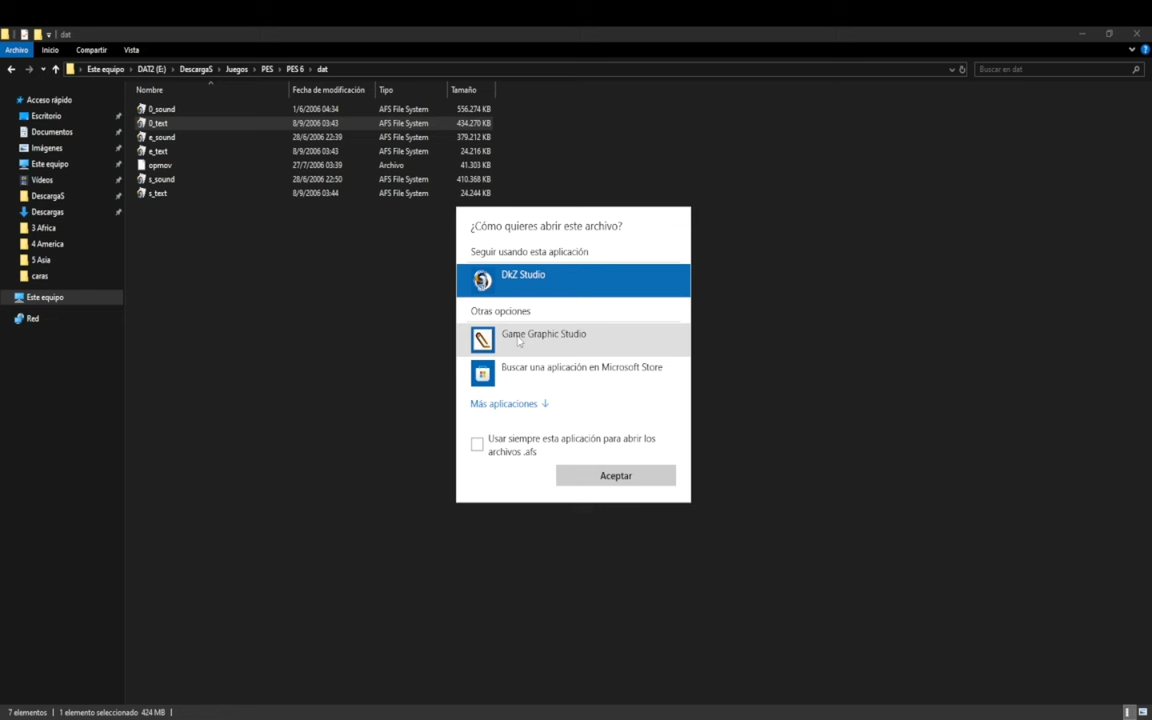 dat
Archivo Inicio Compartir Vista
Este equipo > DAT2 (E:) > DescargaS > Juegos > PES > PES 6 > dat
Buscar en dat
Nombre Fecha de modificación Tipo Tamaño
0_sound 1/6/2006 04:34 AFS File System 556.274 KB
0_text 8/9/2006 03:43 AFS File System 434.270 KB
e_sound 28/6/2006 22:39 AFS File System 379.212 KB
e_text 8/9/2006 03:43 AFS File System 24.216 KB
opmov 27/7/2006 03:39 Archivo 41.303 KB
s_sound 28/6/2006 22:50 AFS File System 410.368 KB
s_text 8/9/2006 03:44 AFS File System 24.244 KB
Acceso rápido
Escritorio
Documentos
Imágenes
Este equipo
Vídeos
DescargaS
Descargas
3 Africa
4 America
5 Asia
caras
Este equipo
Red
¿Cómo quieres abrir este archivo?
Seguir usando esta aplicación
DkZ Studio
Otras opciones
Game Graphic Studio
Buscar una aplicación en Microsoft Store
Más aplicaciones ↓
Usar siempre esta aplicación para abrir los
archivos .afs
Aceptar
7 elementos | 1 elemento seleccionado 424 MB |